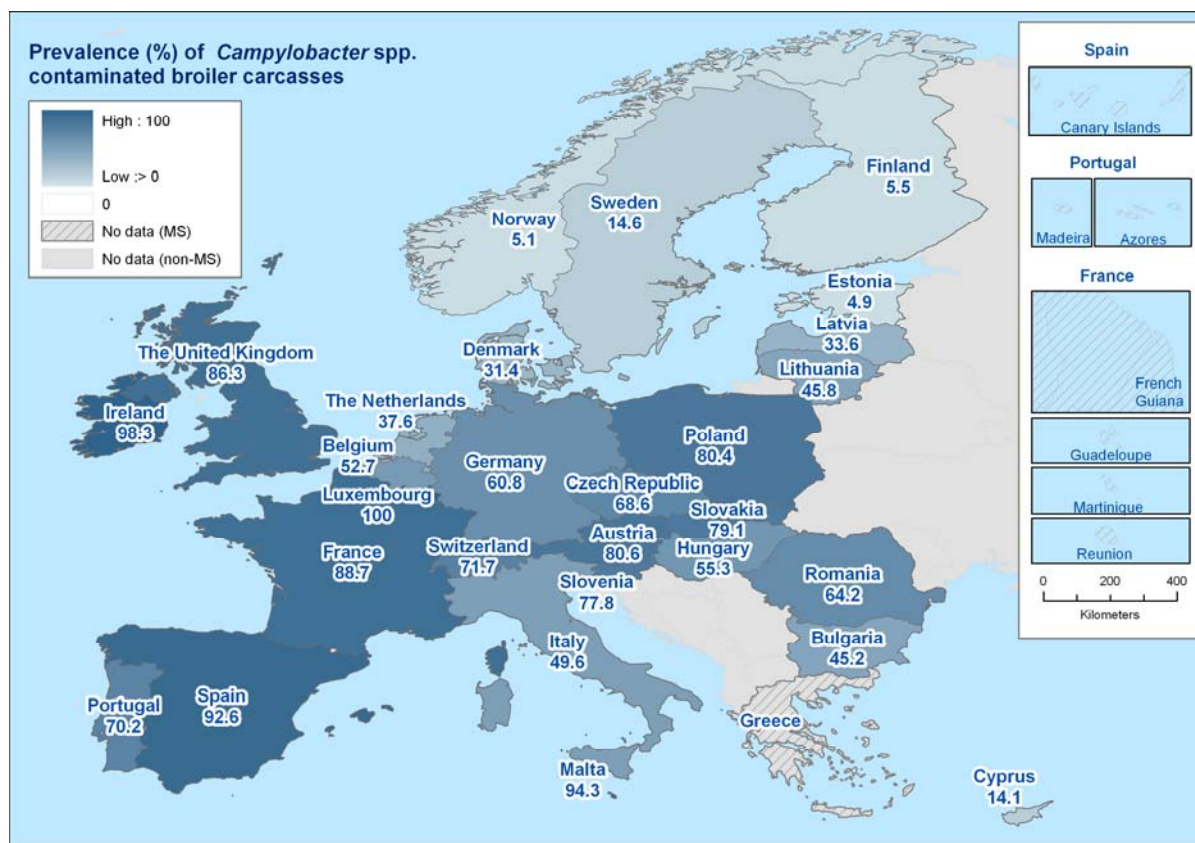 Prevalence (%) of Campylobacter spp.
contaminated broiler carcasses
High : 100
Low :> 0
0
No data (MS)
No data (non-MS)
Norway
5.1
Sweden
14.6
Finland
5.5
Estonia
4.9
Latvia
33.6
Lithuania
45.8
Denmark
31.4
The United Kingdom
86.3
Ireland
98.3
The Netherlands
37.6
Belgium
52.7
Luxembourg
100
Germany
60.8
Poland
80.4
Czech Republic
68.6
Slovakia
79.1
Austria
80.6
Hungary
55.3
France
88.7
Switzerland
71.7
Slovenia
77.8
Romania
64.2
Italy
49.6
Bulgaria
45.2
Portugal
70.2
Spain
92.6
Greece
Malta
94.3
Cyprus
14.1
Spain
Canary Islands
Portugal
Madeira
Azores
France
French
Guiana
Guadeloupe
Martinique
Reunion
0 200 400
Kilometers